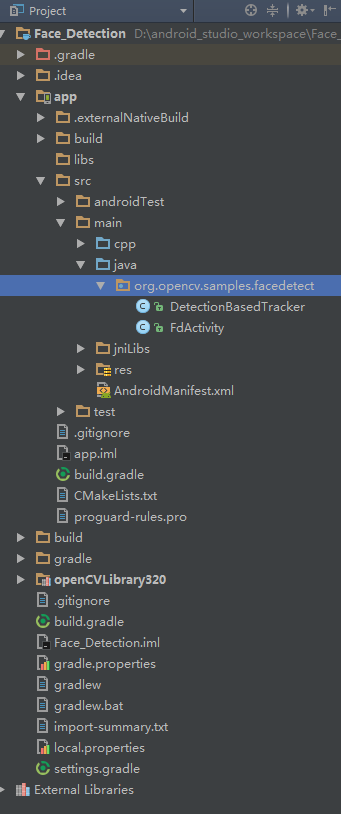 Project
Face_Detection D:\android_studio_workspace\Face_
.gradle
.idea
app
.externalNativeBuild
build
libs
src
androidTest
main
cpp
java
org.opencv.samples.facedetect
DetectionBasedTracker
FdActivity
jniLibs
res
AndroidManifest.xml
test
.gitignore
app.iml
build.gradle
CMakeLists.txt
proguard-rules.pro
build
gradle
openCVLibrary320
.gitignore
build.gradle
Face_Detection.iml
gradle.properties
gradlew
gradlew.bat
import-summary.txt
local.properties
settings.gradle
External Libraries